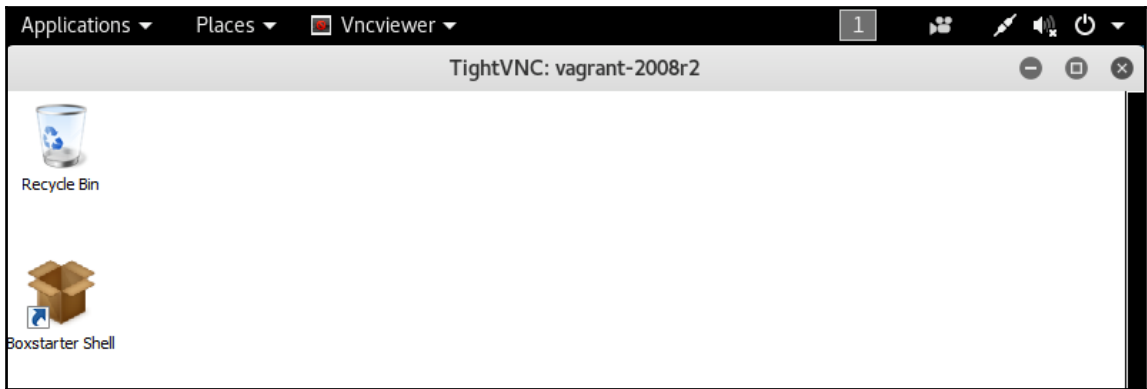 Applications Places Vncviewer 1
TightVNC: vagrant-2008r2
Recycle Bin
Boxstarter Shell